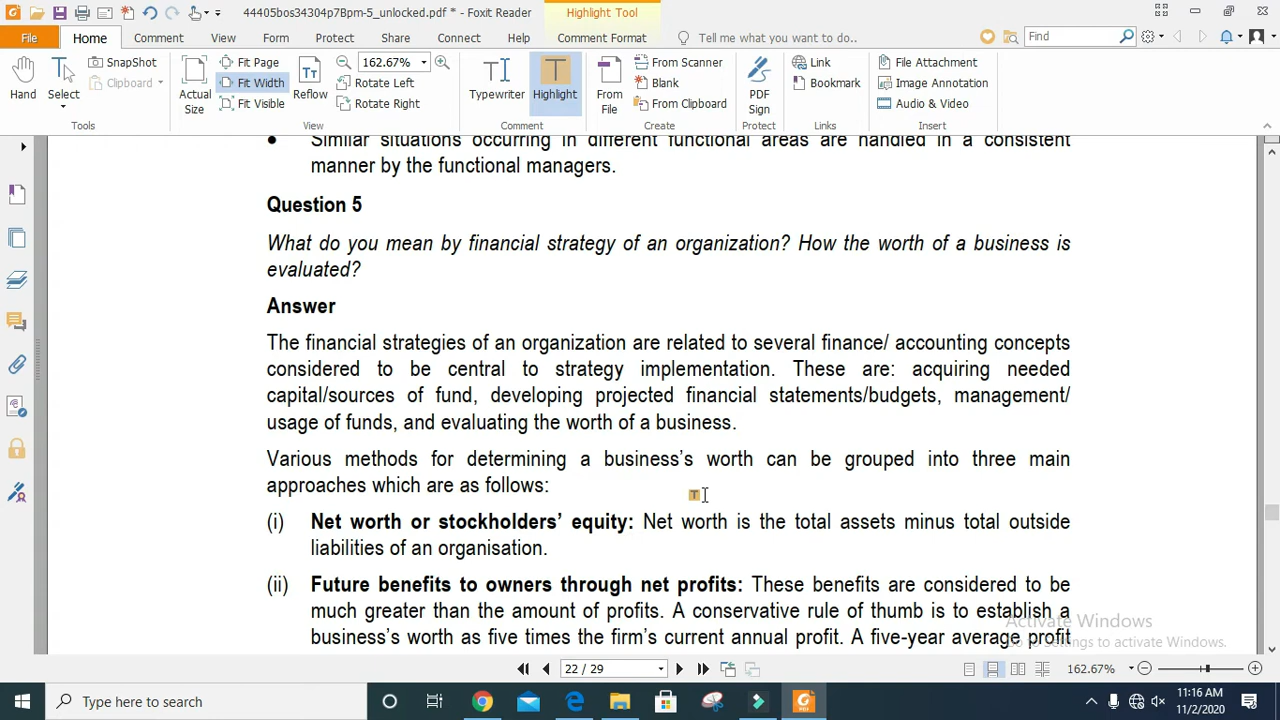 44405bos34304p7Bpm-5_unlocked.pdf * - Foxit Reader
Highlight Tool
File Home Comment View Form Protect Share Connect Help Comment Format Tell me what you want to do.. Find
Hand
Select
SnapShot
Clipboard
Tools
Actual Size
Fit Page
Fit Width
Fit Visible
Reflow
162.67%
Rotate Left
Rotate Right
View
Typewriter
Highlight
Comment
From File
From Scanner
Blank
From Clipboard
Create
PDF Sign
Protect
Link
Bookmark
Links
File Attachment
Image Annotation
Audio & Video
Insert
• Similar situations occurring in different functional areas are handled in a consistent
manner by the functional managers.
Question 5
What do you mean by financial strategy of an organization? How the worth of a business is
evaluated?
Answer
The financial strategies of an organization are related to several finance/ accounting concepts
considered to be central to strategy implementation. These are: acquiring needed
capital/sources of fund, developing projected financial statements/budgets, management/
usage of funds, and evaluating the worth of a business.
Various methods for determining a business's worth can be grouped into three main
approaches which are as follows:
(i) Net worth or stockholders' equity: Net worth is the total assets minus total outside
liabilities of an organisation.
(ii) Future benefits to owners through net profits: These benefits are considered to be
much greater than the amount of profits. A conservative rule of thumb is to establish a
business's worth as five times the firm's current annual profit. A five-year average profit
Activate Windows
Go to Settings to activate Windows.
22 / 29
162.67%
Type here to search
11:16 AM
11/2/2020